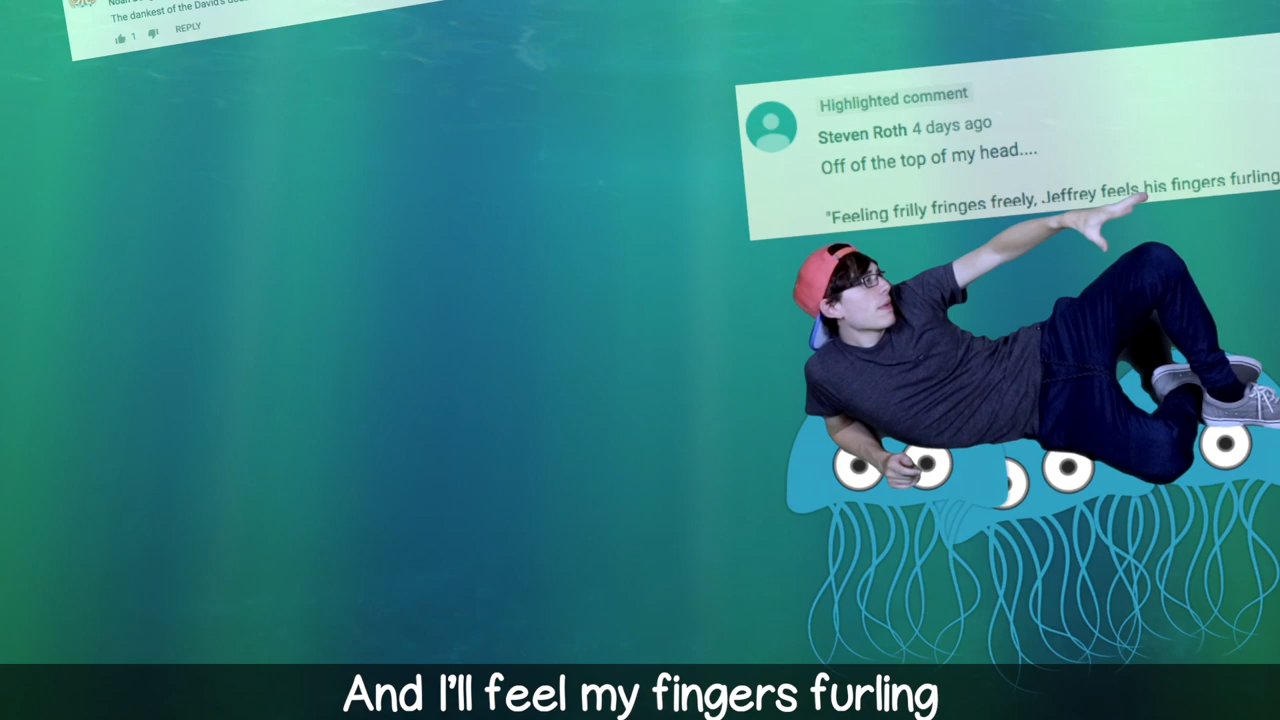 The dankest of the David's
1 REPLY
Highlighted comment
Steven Roth 4 days ago
Off of the top of my head....
"Feeling frilly fringes freely, Jeffrey feels his fingers furling
And I'll feel my fingers furling